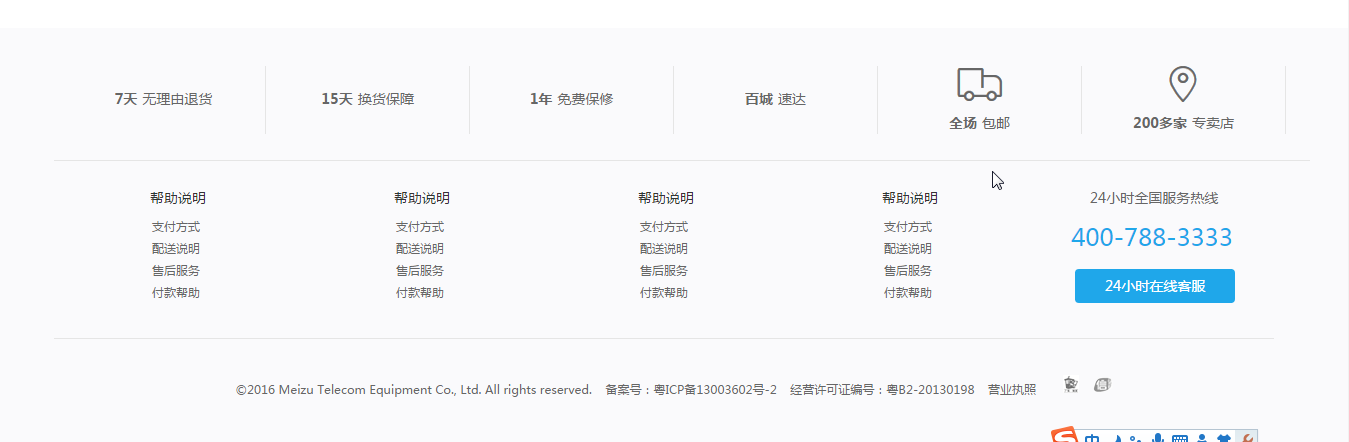 7天 无理由退货 15天 换货保障 1年 免费保修 百城 速达 全场 包邮 200多家 专卖店
帮助说明 帮助说明 帮助说明 帮助说明 24小时全国服务热线
支付方式 支付方式 支付方式 支付方式
400-788-3333
配送说明 配送说明 配送说明 配送说明
售后服务 售后服务 售后服务 售后服务
24小时在线客服
付款帮助 付款帮助 付款帮助 付款帮助
©2016 Meizu Telecom Equipment Co., Ltd. All rights reserved. 备案号：粤ICP备13003602号-2 经营许可证编号：粤B2-20130198 营业执照
中